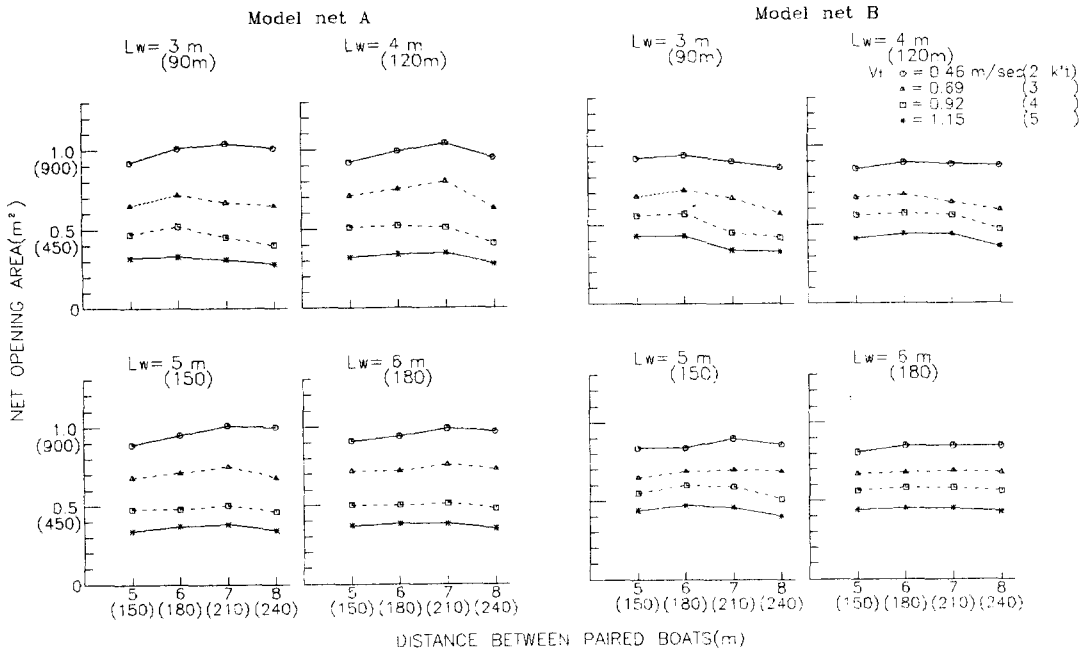 Model net A
Model net B
Lw= 3 m
(90m)
Lw= 4 m
(120m)
Lw= 3 m
(90m)
Lw= 4 m
(120m)
Vt ○ = 0.46 m/sec(2 k't)
▵ = 0.69 (3 )
□ = 0.92 (4 )
* = 1.15 (5 )
1.0
(900)
0.5
(450)
0
NET OPENING AREA(m²)
Lw= 5 m
(150)
Lw= 6 m
(180)
Lw= 5 m
(150)
Lw= 6 m
(180)
1.0
(900)
0.5
(450)
0
5 6 7 8
(150)(180)(210)(240)
5 6 7 8
(150)(180)(210)(240)
5 6 7 8
(150)(180)(210)(240)
5 6 7 8
(150)(180)(210)(240)
DISTANCE BETWEEN PAIRED BOATS(m)